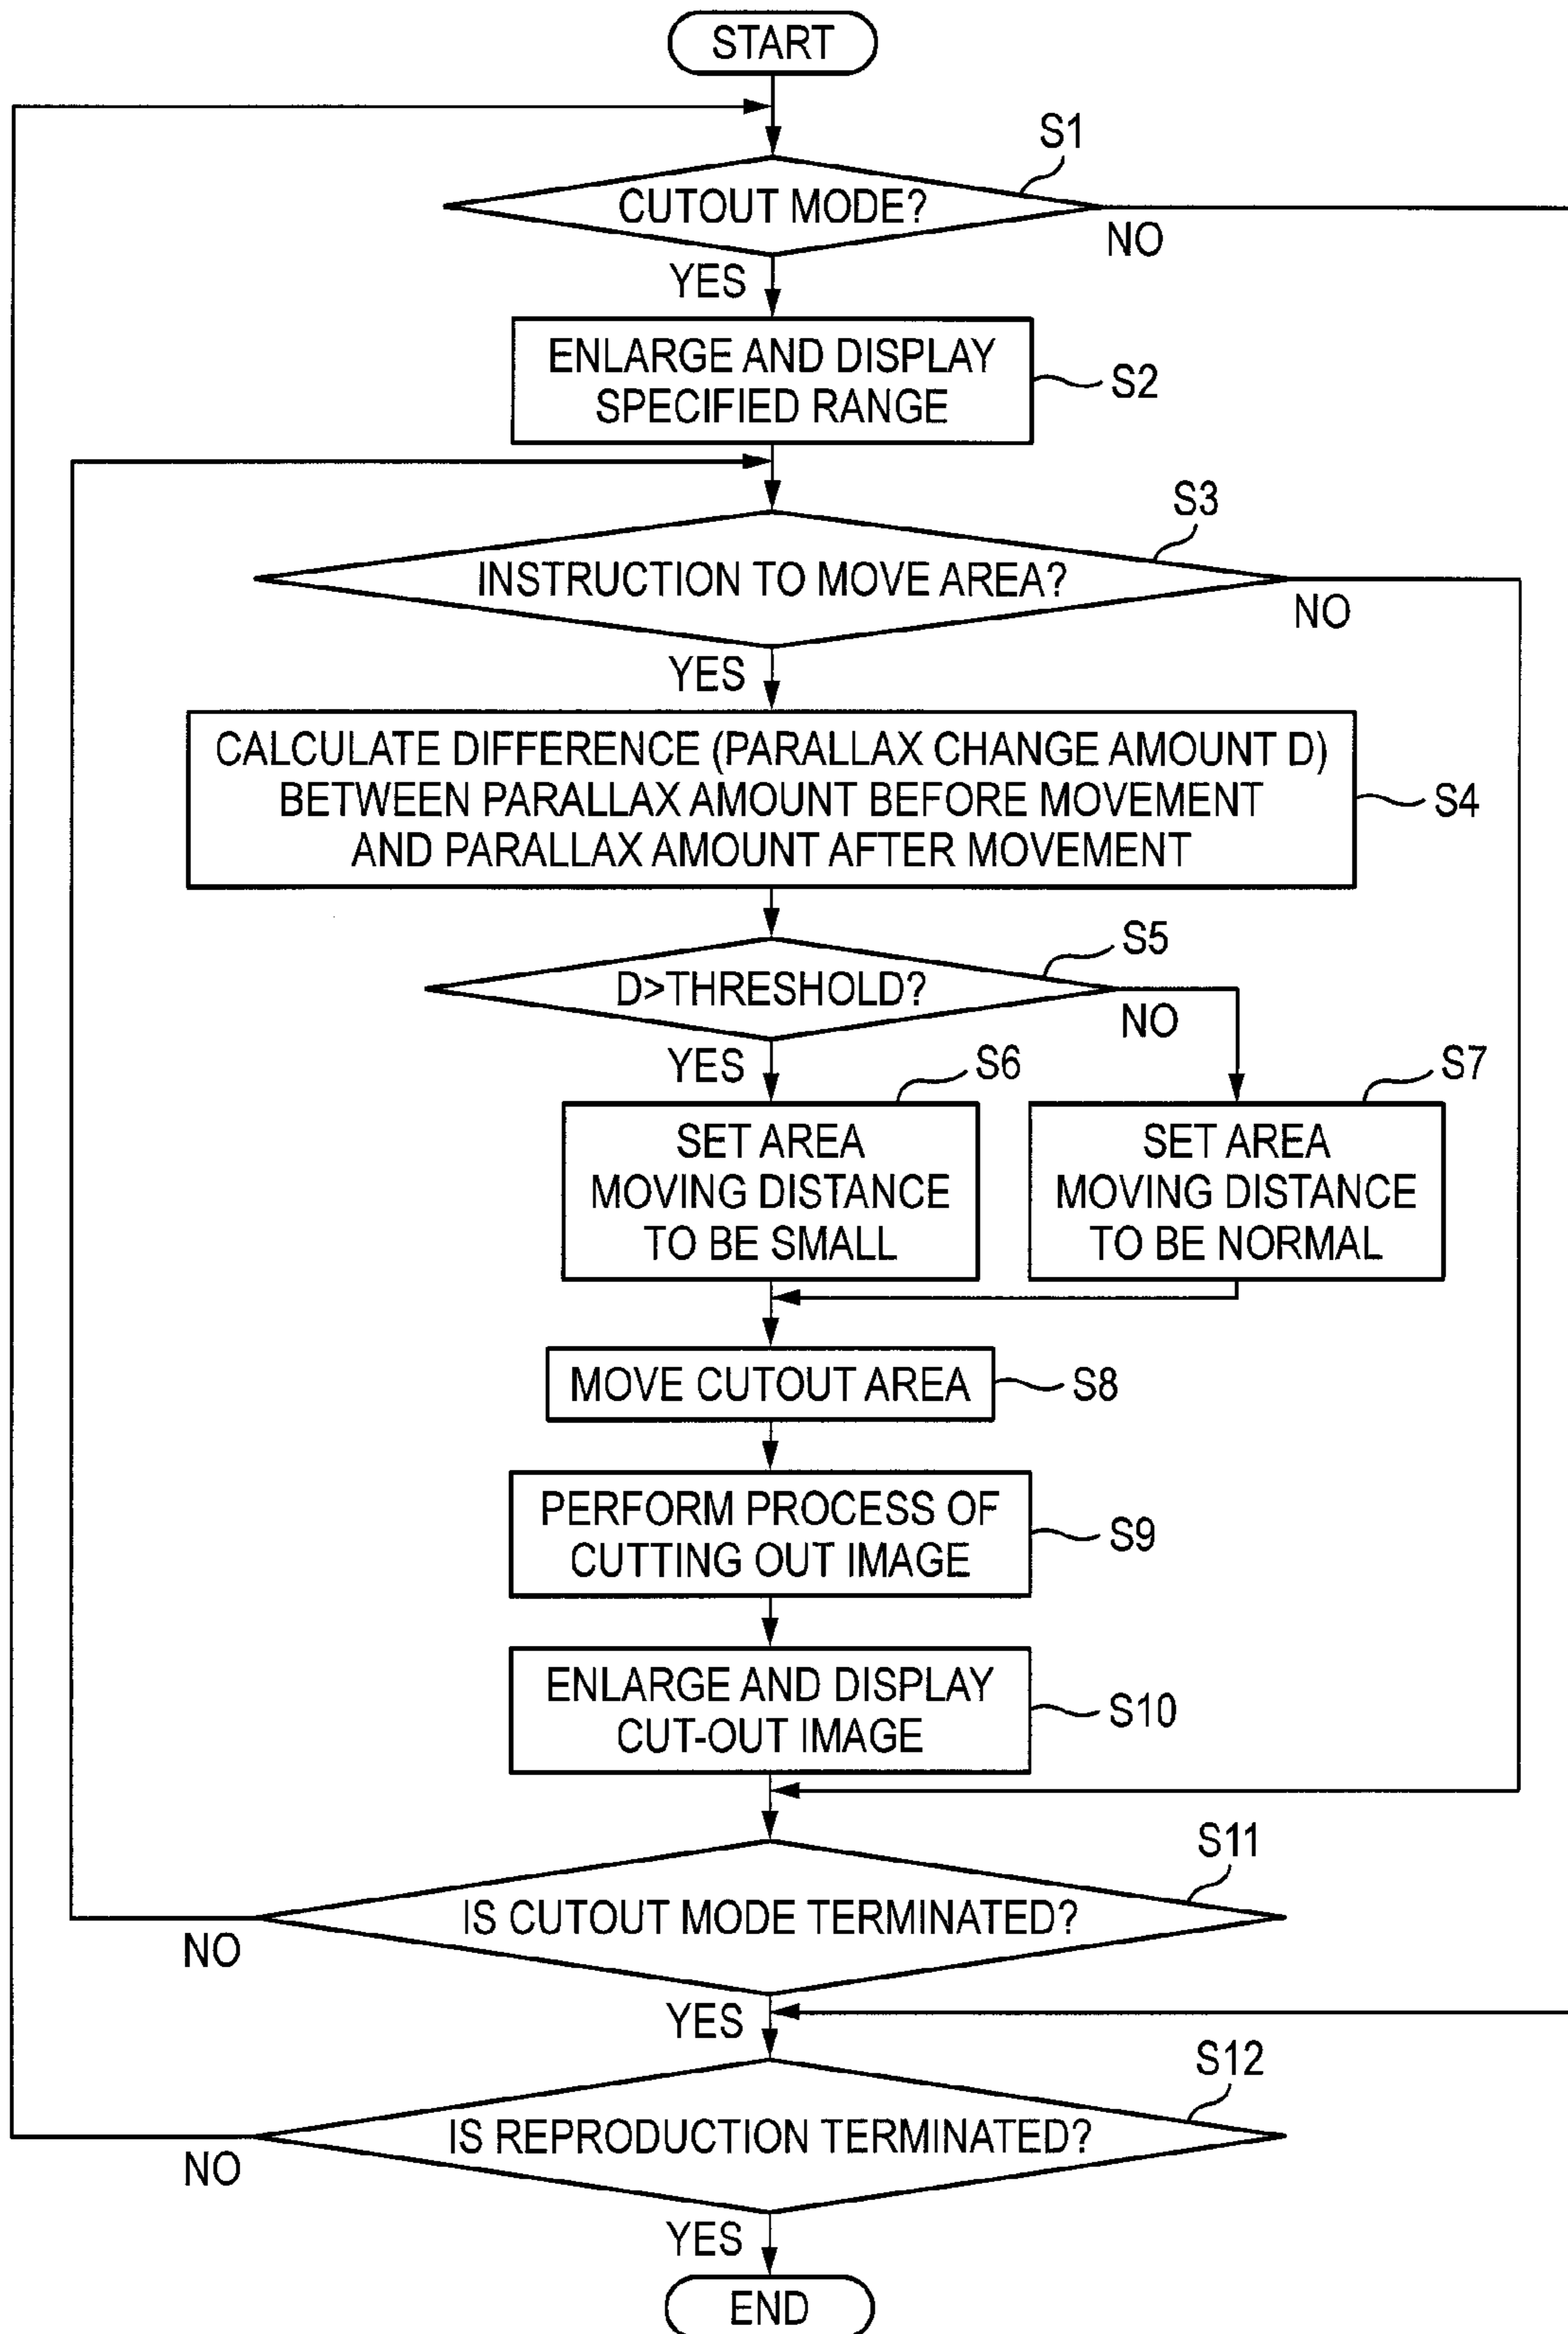 START
S1
CUTOUT MODE?
NO
YES
ENLARGE AND DISPLAY
SPECIFIED RANGE
S2
S3
INSTRUCTION TO MOVE AREA?
NO
YES
CALCULATE DIFFERENCE (PARALLAX CHANGE AMOUNT D)
BETWEEN PARALLAX AMOUNT BEFORE MOVEMENT
AND PARALLAX AMOUNT AFTER MOVEMENT
S4
S5
D>THRESHOLD?
NO
YES
S6
SET AREA
MOVING DISTANCE
TO BE SMALL
S7
SET AREA
MOVING DISTANCE
TO BE NORMAL
MOVE CUTOUT AREA
S8
PERFORM PROCESS OF
CUTTING OUT IMAGE
S9
ENLARGE AND DISPLAY
CUT-OUT IMAGE
S10
S11
IS CUTOUT MODE TERMINATED?
NO
YES
S12
IS REPRODUCTION TERMINATED?
NO
YES
END